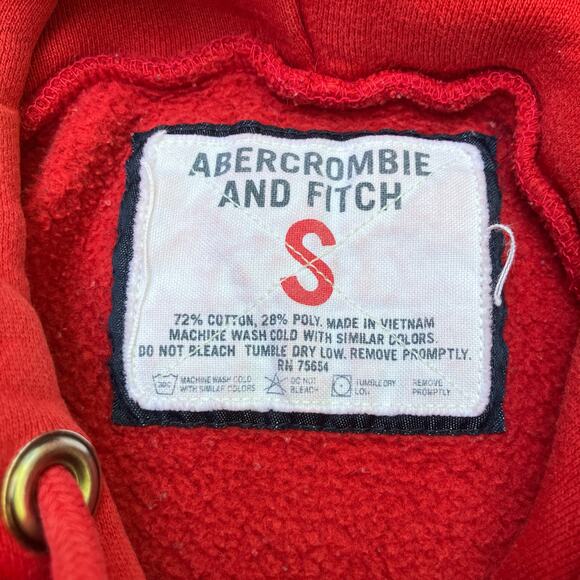 ABERCROMBIE
AND FITCH
S
72% COTTON, 28% POLY. MADE IN VIETNAM
MACHINE WASH COLD WITH SIMILAR COLORS.
DO NOT BLEACH TUMBLE DRY LOW. REMOVE PROMPTLY.
RN 75654
30C MACHINE WASH COLD DO NOT TUMBLE DRY REMOVE
WITH SIMILAR COLORS BLEACH LOW PROMPTLY